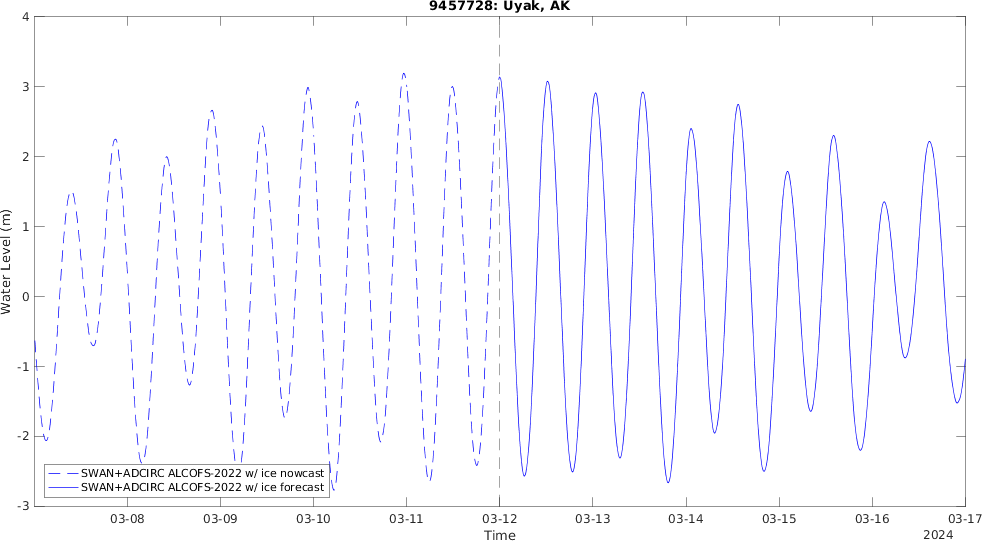 9457728: Uyak, AK
Water Level (m)
4
3
2
1
0
-1
-2
-3
SWAN+ADCIRC ALCOFS-2022 w/ ice nowcast
SWAN+ADCIRC ALCOFS-2022 w/ ice forecast
03-08 03-09 03-10 03-11 03-12 03-13 03-14 03-15 03-16 03-17
Time
2024